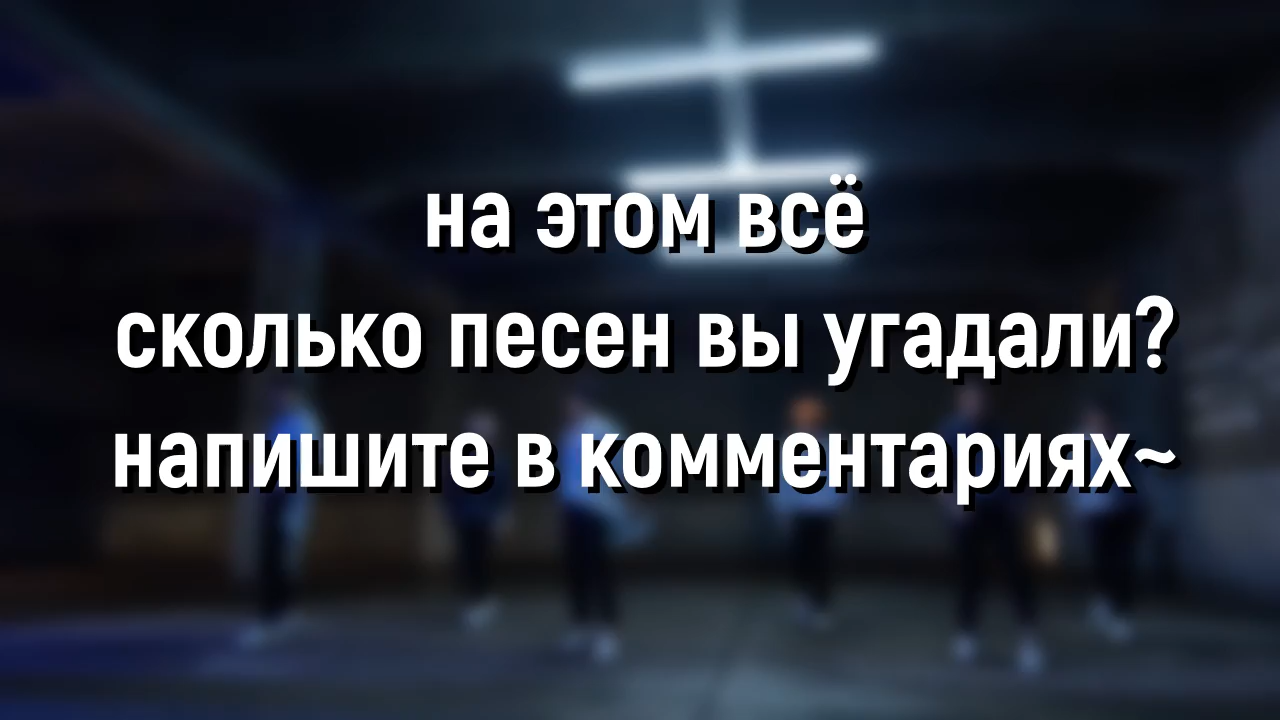 на этом всё
сколько песен вы угадали?
напишите в комментариях~